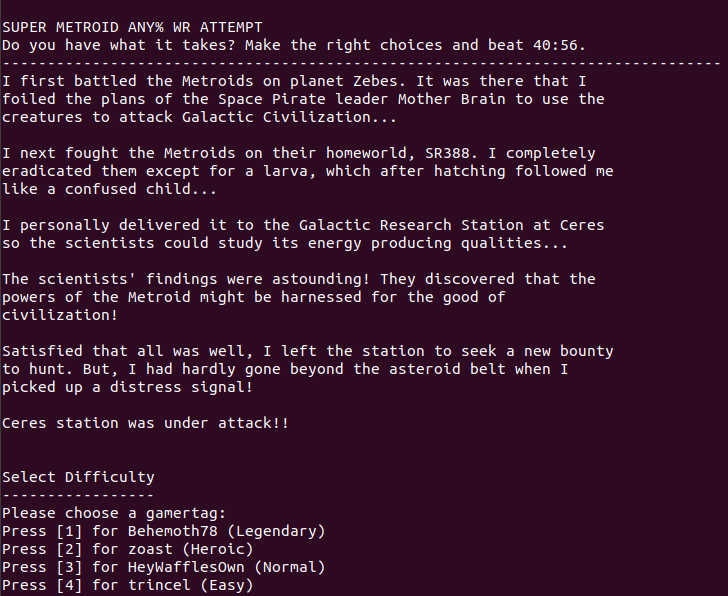 SUPER METROID ANY% WR ATTEMPT
Do you have what it takes? Make the right choices and beat 40:56.
--------------------------------------------------------------------------------
I first battled the Metroids on planet Zebes. It was there that I
foiled the plans of the Space Pirate leader Mother Brain to use the
creatures to attack Galactic Civilization...
I next fought the Metroids on their homeworld, SR388. I completely
eradicated them except for a larva, which after hatching followed me
like a confused child...
I personally delivered it to the Galactic Research Station at Ceres
so the scientists could study its energy producing qualities...
The scientists' findings were astounding! They discovered that the
powers of the Metroid might be harnessed for the good of
civilization!
Satisfied that all was well, I left the station to seek a new bounty
to hunt. But, I had hardly gone beyond the asteroid belt when I
picked up a distress signal!
Ceres station was under attack!!
Select Difficulty
-----------------
Please choose a gamertag:
Press [1] for Behemoth78 (Legendary)
Press [2] for zoast (Heroic)
Press [3] for HeyWafflesOwn (Normal)
Press [4] for trincel (Easy)